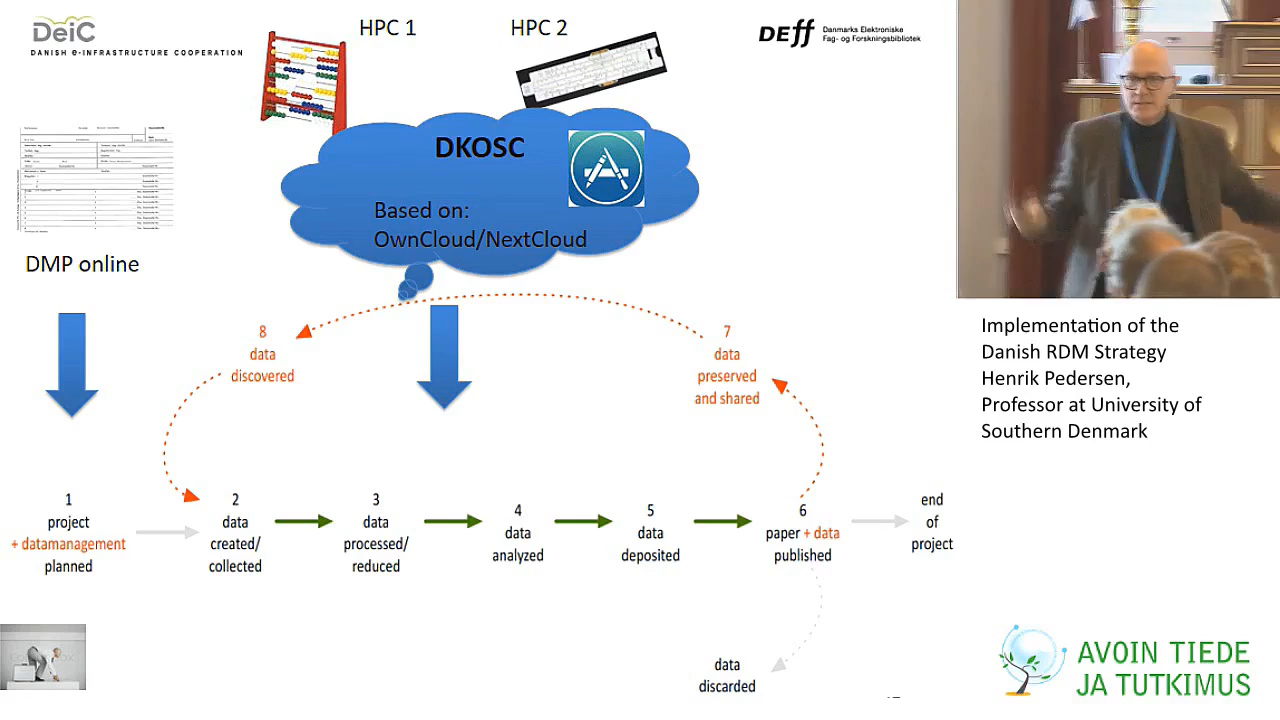 DeiC
DANISH e-INFRASTRUCTURE COOPERATION
HPC 1
HPC 2
DEff
Danmarks Elektroniske
Fag- og Forskningsbibliotek
DKOSC
Based on:
OwnCloud/NextCloud
DMP online
8
data
discovered
7
data
preserved
and shared
1
project
+ datamanagement
planned
2
data
created/
collected
3
data
processed/
reduced
4
data
analyzed
5
data
deposited
6
paper + data
published
end
of
project
data
discarded
Implementation of the
Danish RDM Strategy
Henrik Pedersen,
Professor at University of
Southern Denmark
AVOIN TIEDE
JA TUTKIMUS